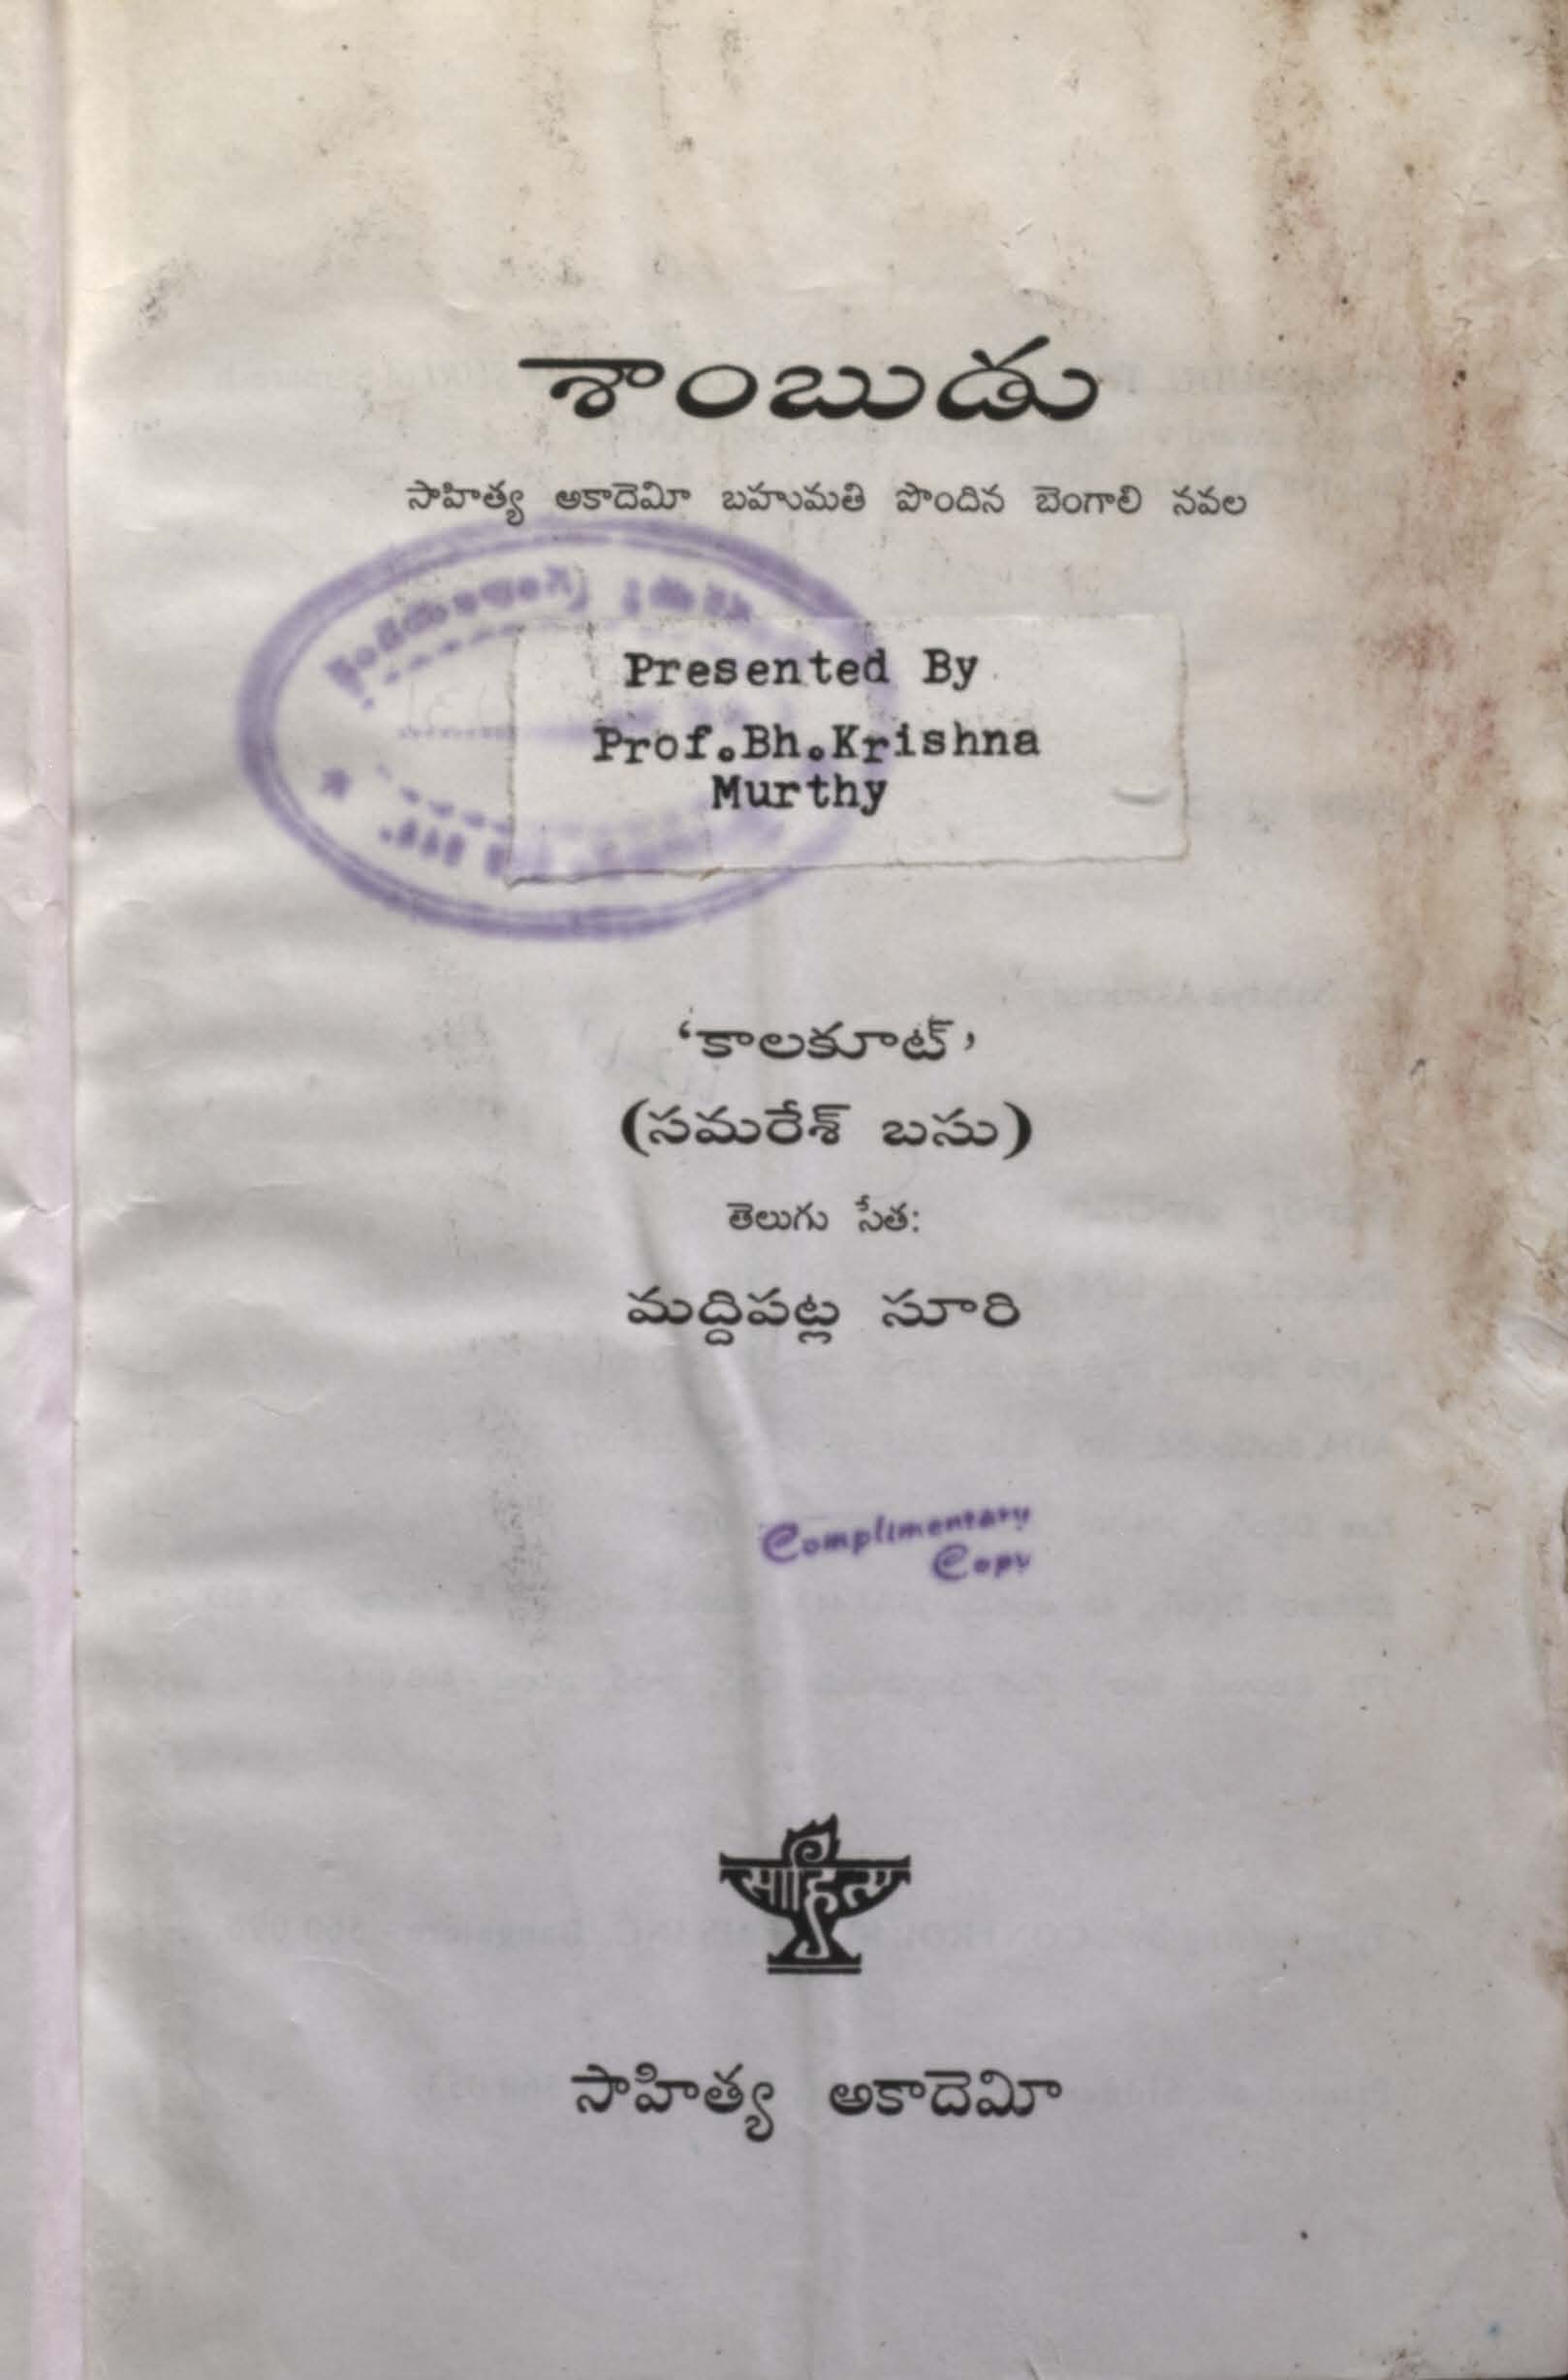 శాంబుడు
సాహిత్య అకాదెమీ బహుమతి పొందిన బెంగాలి నవల
Presented By
Prof.Bh.Krishna
Murthy
‘కాలకూట్’
(సమరేశ్ బసు)
తెలుగు సేత:
మద్దిపట్ల సూరి
Complimentary
Copy
साहित्य
సాహిత్య అకాదెమీ